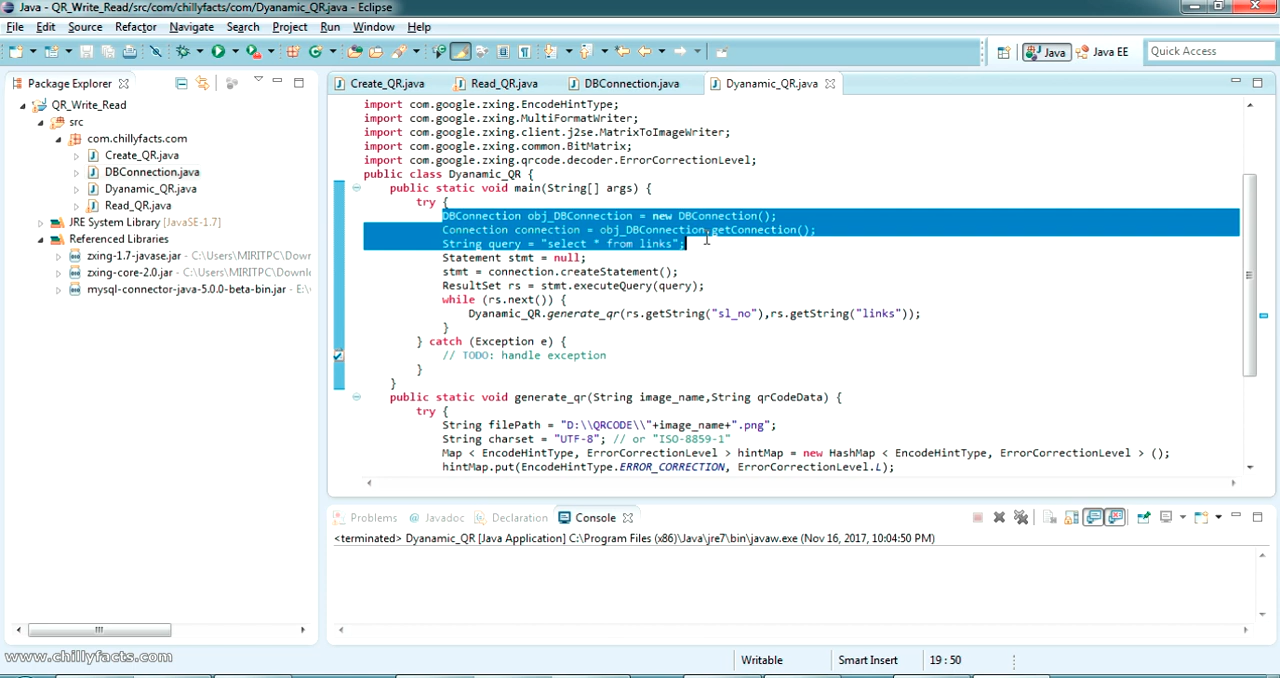 Java - QR_Write_Read/src/com/chillyfacts/com/Dyanamic_QR.java - Eclipse
File Edit Source Refactor Navigate Search Project Run Window Help
Java Java EE Quick Access
Package Explorer
Create_QR.java Read_QR.java DBConnection.java Dyanamic_QR.java
QR_Write_Read
src
com.chillyfacts.com
Create_QR.java
DBConnection.java
Dyanamic_QR.java
Read_QR.java
JRE System Library [JavaSE-1.7]
Referenced Libraries
zxing-1.7-javase.jar - C:\Users\MIRITPC\
zxing-core-2.0.jar - C:\Users\MIRITPC\
mysql-connector-java-5.0.0-beta-bin.jar
import com.google.zxing.EncodeHintType;
import com.google.zxing.MultiFormatWriter;
import com.google.zxing.client.j2se.MatrixToImageWriter;
import com.google.zxing.common.BitMatrix;
import com.google.zxing.qrcode.decoder.ErrorCorrectionLevel;
public class Dyanamic_QR {
public static void main(String[] args) {
try {
DBConnection obj_DBConnection = new DBConnection();
Connection connection = obj_DBConnection.getConnection();
String query = "select * from links";
Statement stmt = null;
stmt = connection.createStatement();
ResultSet rs = stmt.executeQuery(query);
while (rs.next()) {
Dynamic_QR.generate_qr(rs.getString("sl_no"),rs.getString("links"));
}
} catch (Exception e) {
// TODO: handle exception
}
}
public static void generate_qr(String image_name,String qrCodeData) {
try {
String filePath = "D:\\QRCODE\\"+image_name+".png";
String charset = "UTF-8"; // or "ISO-8859-1"
Map < EncodeHintType, ErrorCorrectionLevel > hintMap = new HashMap < EncodeHintType, ErrorCorrectionLevel > ();
hintMap.put(EncodeHintType.ERROR_CORRECTION, ErrorCorrectionLevel.L);
Problems Javadoc Declaration Console
<terminated> Dyanamic_QR [Java Application] C:\Program Files (x86)\Java\jre7\bin\javaw.exe (Nov 16, 2017, 10:04:50 PM)
www.chillyfacts.com
Writable Smart Insert 19 : 50